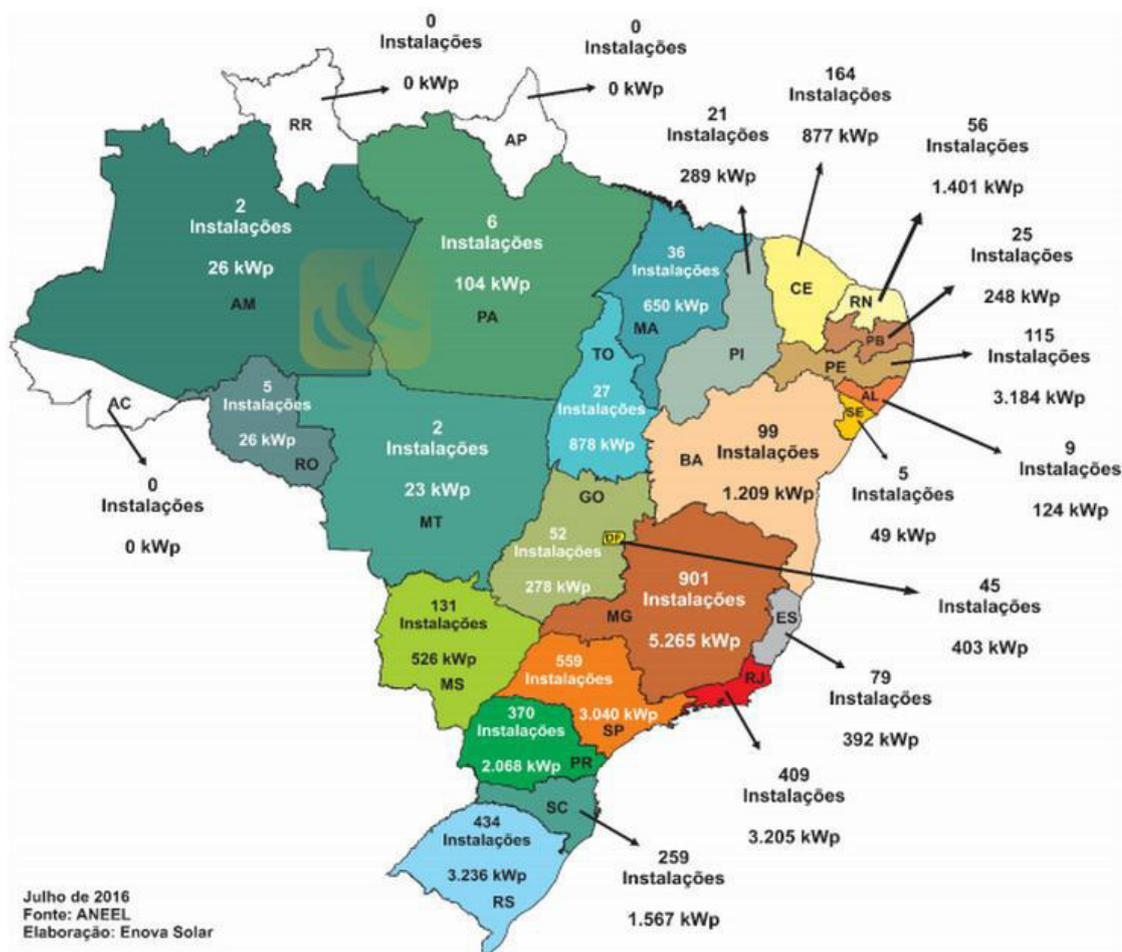 0
Instalações
0 kWp
RR
0
Instalações
0 kWp
AP
21
Instalações
289 kWp
PI
164
Instalações
877 kWp
CE
56
Instalações
1.401 kWp
RN
25
Instalações
248 kWp
PB
115
Instalações
3.184 kWp
PE
2
Instalações
26 kWp
AM
6
Instalações
104 kWp
PA
36
Instalações
650 kWp
MA
TO
27
Instalações
878 kWp
AC
0
Instalações
0 kWp
5
Instalações
26 kWp
RO
2
Instalações
23 kWp
MT
BA
99
Instalações
1.209 kWp
AL
9
Instalações
124 kWp
SE
5
Instalações
49 kWp
GO
52
Instalações
278 kWp
DF
45
Instalações
403 kWp
901
Instalações
5.265 kWp
MG
ES
79
Instalações
392 kWp
131
Instalações
526 kWp
MS
559
Instalações
3.040 kWp
SP
RJ
409
Instalações
3.205 kWp
370
Instalações
2.068 kWp
PR
SC
259
Instalações
1.567 kWp
434
Instalações
3.236 kWp
RS
Julho de 2016
Fonte: ANEEL
Elaboração: Enova Solar